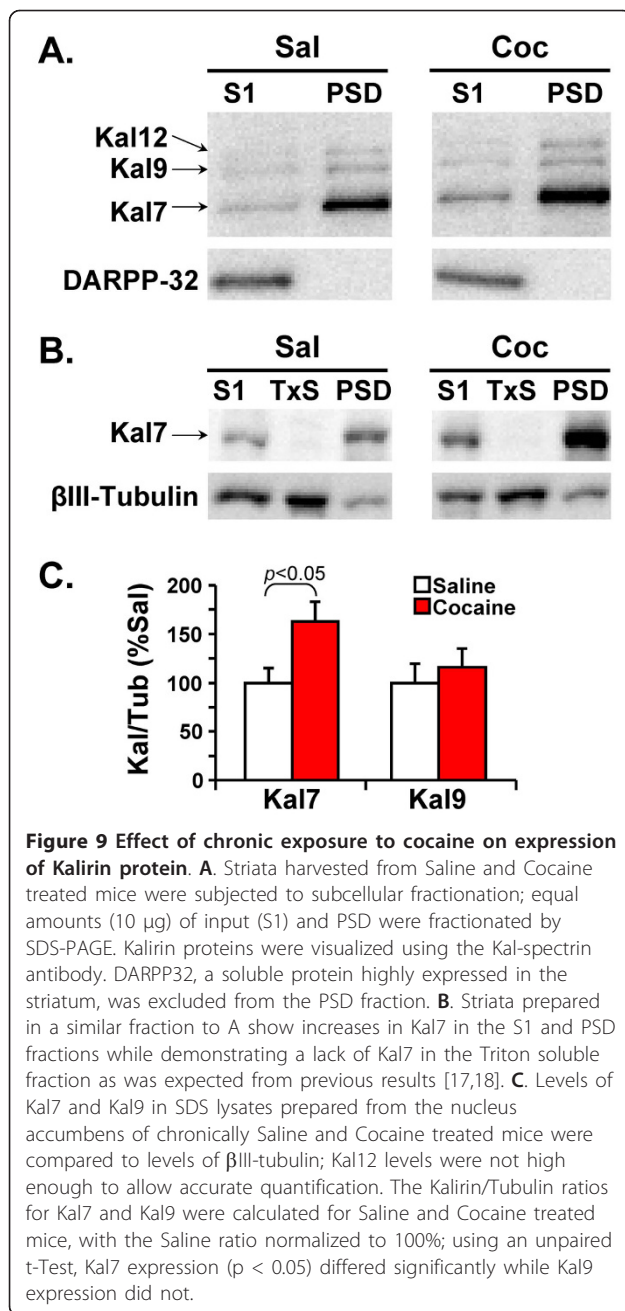 A.
Sal Coc
S1 PSD S1 PSD
Kal12
Kal9
Kal7
DARPP-32
B.
Sal Coc
S1 TxS PSD S1 TxS PSD
Kal7
βIII-Tubulin
C.
p<0.05
Saline
Cocaine
Kal/Tub (%Sal)
200
150
100
50
0
Kal7 Kal9
Figure 9 Effect of chronic exposure to cocaine on expression
of Kalirin protein. A. Striata harvested from Saline and Cocaine
treated mice were subjected to subcellular fractionation; equal
amounts (10 μg) of input (S1) and PSD were fractionated by
SDS-PAGE. Kalirin proteins were visualized using the Kal-spectrin
antibody. DARPP32, a soluble protein highly expressed in the
striatum, was excluded from the PSD fraction. B. Striata prepared
in a similar fraction to A show increases in Kal7 in the S1 and PSD
fractions while demonstrating a lack of Kal7 in the Triton soluble
fraction as was expected from previous results [17,18]. C. Levels of
Kal7 and Kal9 in SDS lysates prepared from the nucleus
accumbens of chronically Saline and Cocaine treated mice were
compared to levels of βIII-tubulin; Kal12 levels were not high
enough to allow accurate quantification. The Kalirin/Tubulin ratios
for Kal7 and Kal9 were calculated for Saline and Cocaine treated
mice, with the Saline ratio normalized to 100%; using an unpaired
t-Test, Kal7 expression (p < 0.05) differed significantly while Kal9
expression did not.